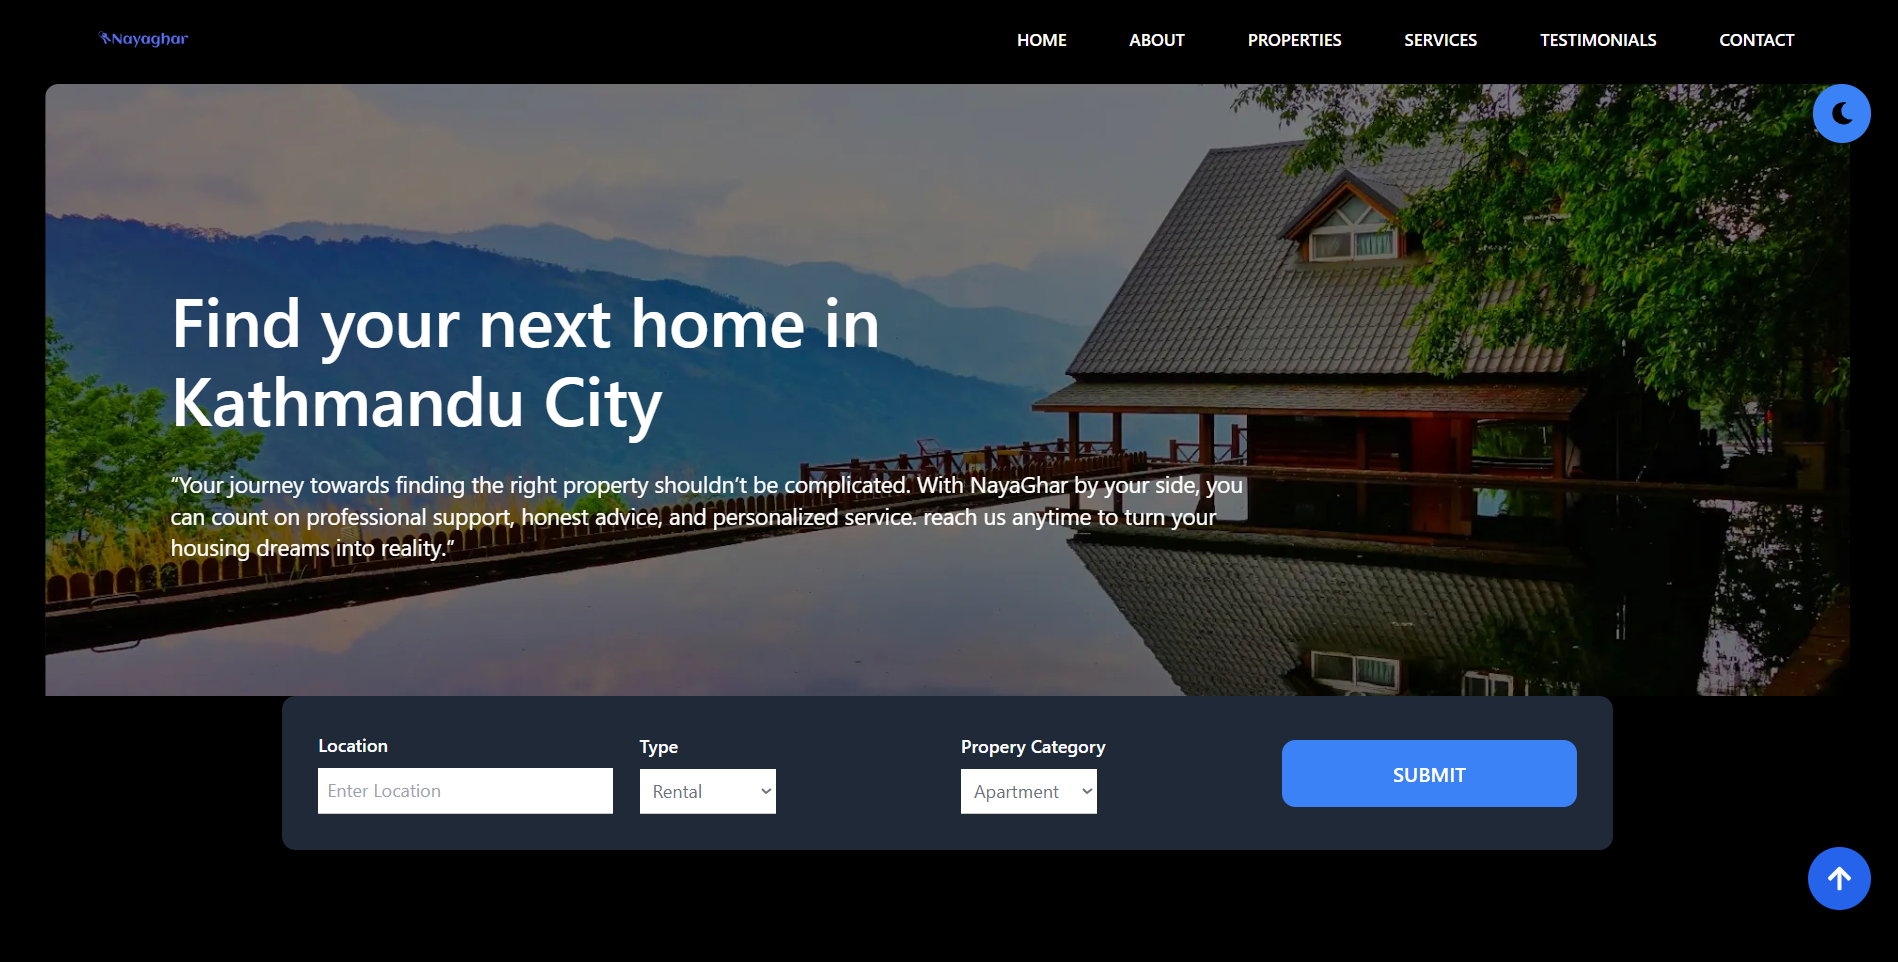 Nayaghar
HOME ABOUT PROPERTIES SERVICES TESTIMONIALS CONTACT
Find your next home in
Kathmandu City
“Your journey towards finding the right property shouldn’t be complicated. With NayaGhar by your side, you
can count on professional support, honest advice, and personalized service. reach us anytime to turn your
housing dreams into reality.”
Location
Enter Location
Type
Rental
Propery Category
Apartment
SUBMIT